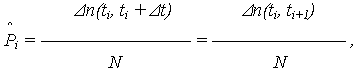 Δn(tᵢ, tᵢ + Δt) Δn(tᵢ, tᵢ₊₁)
P̂ᵢ = ——— = ——— ,
N N